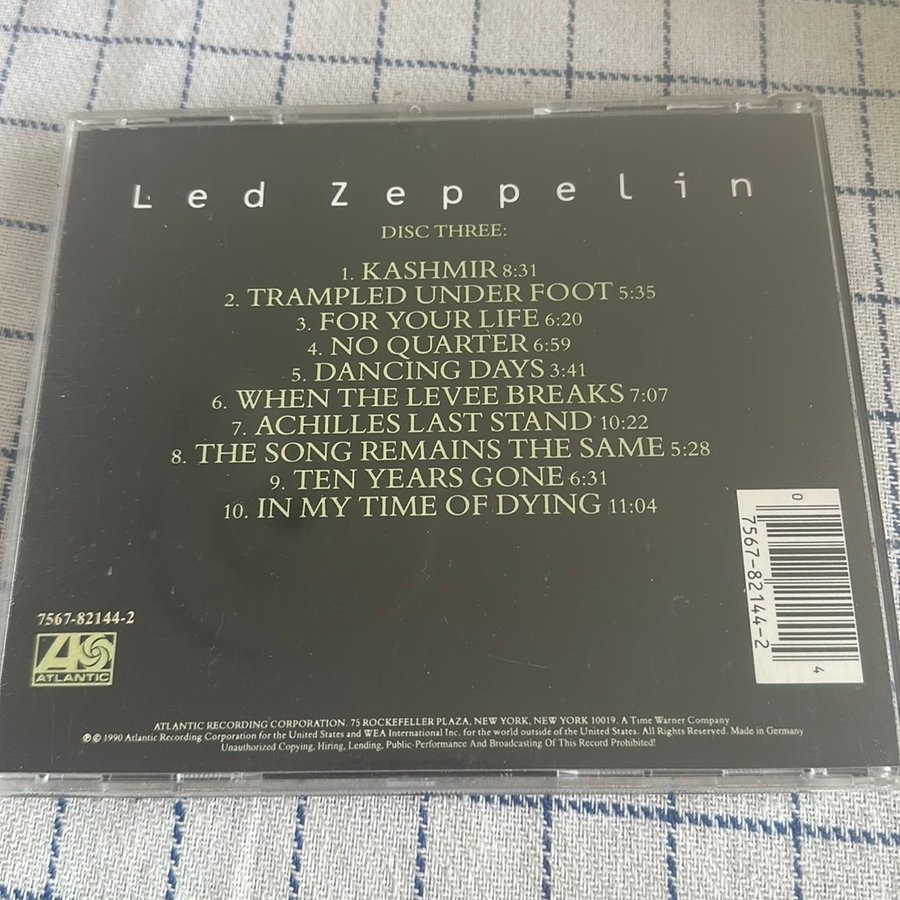 Led Zeppelin
DISC THREE:
1. KASHMIR 8:31
2. TRAMPLED UNDER FOOT 5:35
3. FOR YOUR LIFE 6:20
4. NO QUARTER 6:59
5. DANCING DAYS 3:41
6. WHEN THE LEVEE BREAKS 7:07
7. ACHILLES LAST STAND 10:22
8. THE SONG REMAINS THE SAME 5:28
9. TEN YEARS GONE 6:31
10. IN MY TIME OF DYING 11:04
0
7567-82144-2
4
7567-82144-2
ATLANTIC
ATLANTIC RECORDING CORPORATION. 75 ROCKEFELLER PLAZA, NEW YORK, NEW YORK 10019. A Time Warner Company
℗ © 1990 Atlantic Recording Corporation for the United States and WEA International Inc. for the world outside of the United States. All Rights Reserved. Made in Germany
Unauthorized Copying, Hiring, Lending, Public-Performance And Broadcasting Of This Record Prohibited!